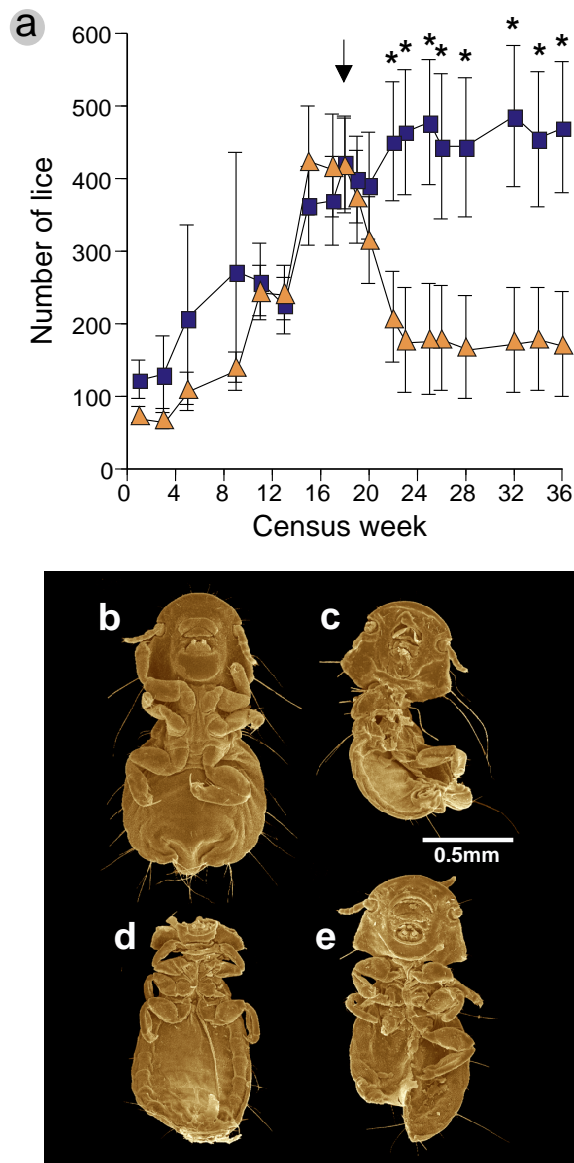 a
600
500
400
300
200
100
0
Number of lice
* * * * * * * *
0 4 8 12 16 20 24 28 32 36
Census week
b
c
0.5mm
d
e